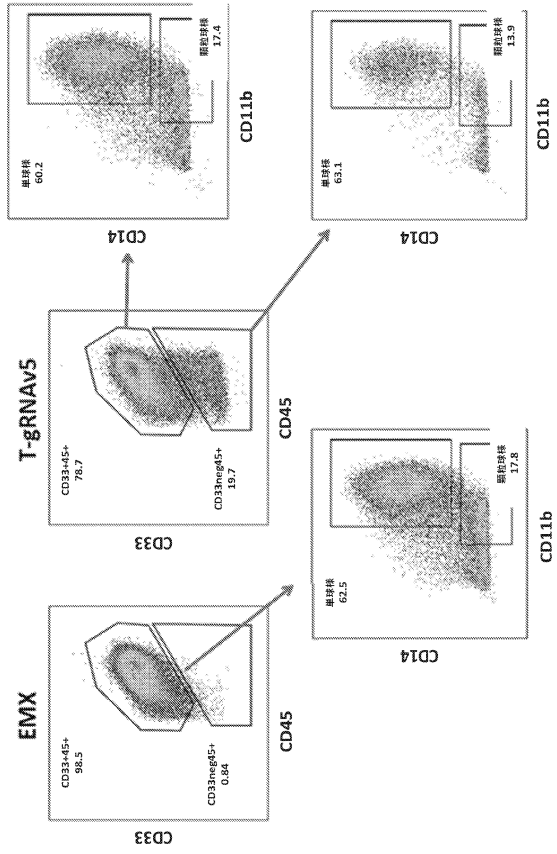 EMX
CD33+45+
98.5
CD33neg45+
0.84
CD33
CD45
T-gRNAv5
CD33+45+
78.7
CD33neg45+
19.7
CD33
CD45
単球様
60.2
顆粒球様
17.4
CD14
CD11b
単球様
62.5
顆粒球様
17.8
CD14
CD11b
単球様
63.1
顆粒球様
13.9
CD14
CD11b